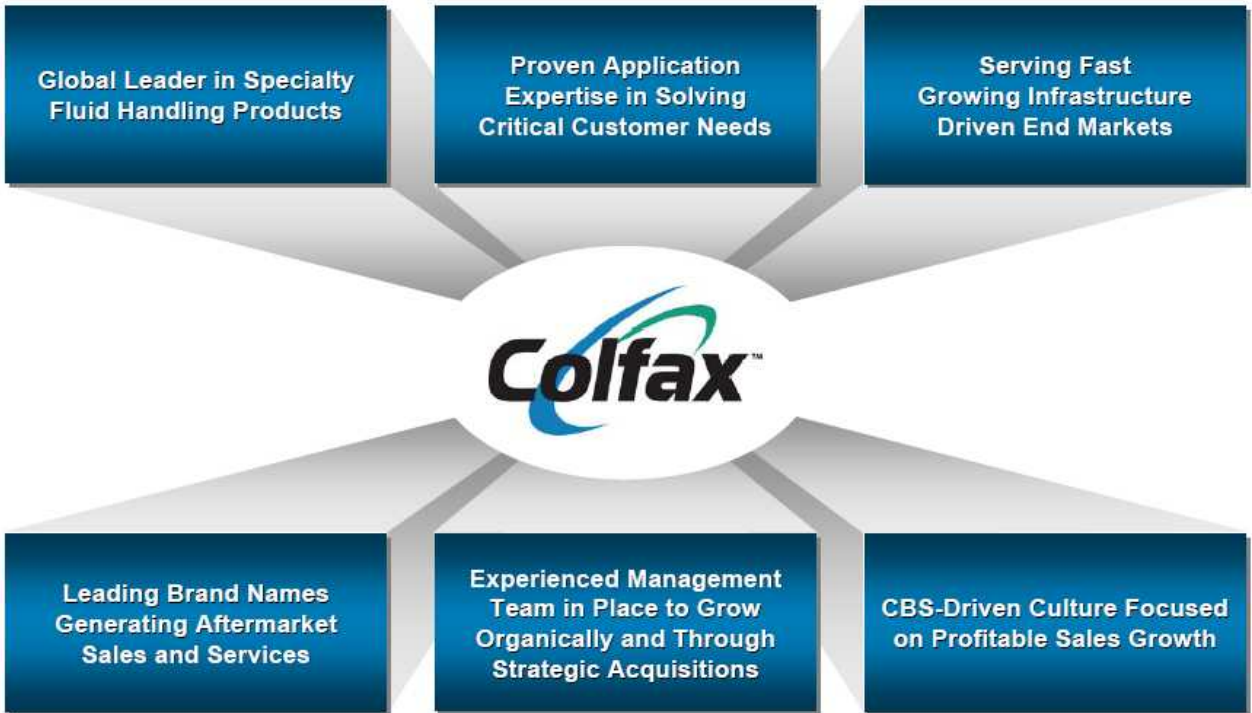 Global Leader in Specialty
Fluid Handling Products
Proven Application
Expertise in Solving
Critical Customer Needs
Serving Fast
Growing Infrastructure
Driven End Markets
Colfax™
Leading Brand Names
Generating Aftermarket
Sales and Services
Experienced Management
Team in Place to Grow
Organically and Through
Strategic Acquisitions
CBS-Driven Culture Focused
on Profitable Sales Growth